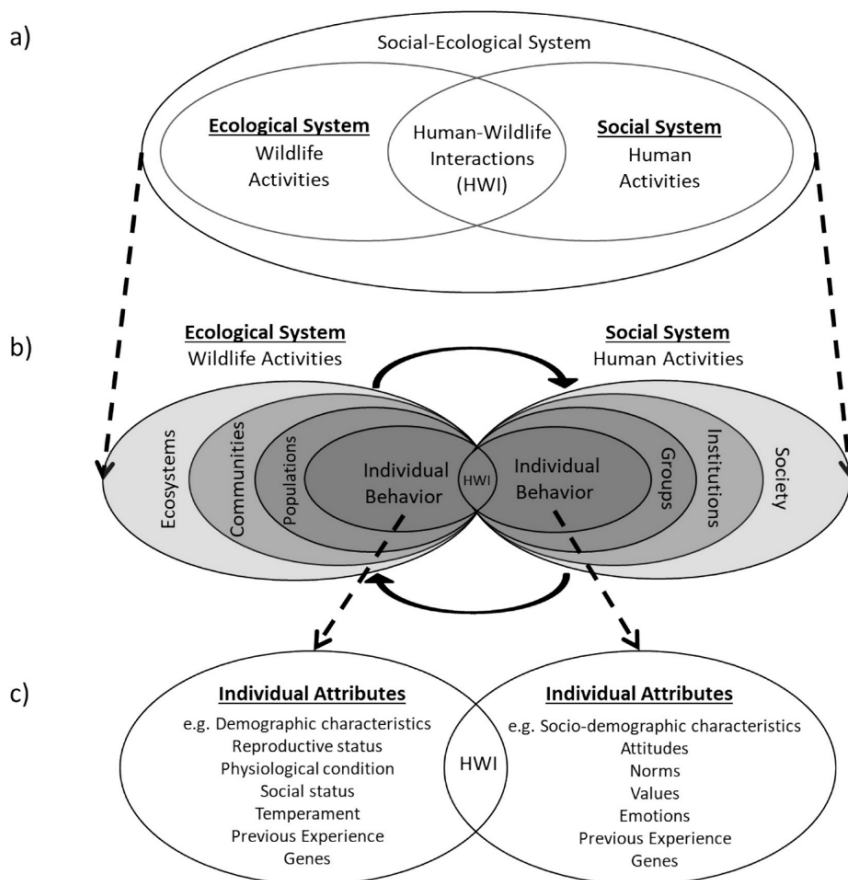 a)
Social-Ecological System
Ecological System
Wildlife
Activities
Human-Wildlife
Interactions
(HWI)
Social System
Human
Activities
b)
Ecological System
Wildlife Activities
Social System
Human Activities
Ecosystems
Communities
Populations
Individual
Behavior
HWI
Individual
Behavior
Groups
Institutions
Society
c)
Individual Attributes
e.g. Demographic characteristics
Reproductive status
Physiological condition
Social status
Temperament
Previous Experience
Genes
HWI
Individual Attributes
e.g. Socio-demographic characteristics
Attitudes
Norms
Values
Emotions
Previous Experience
Genes